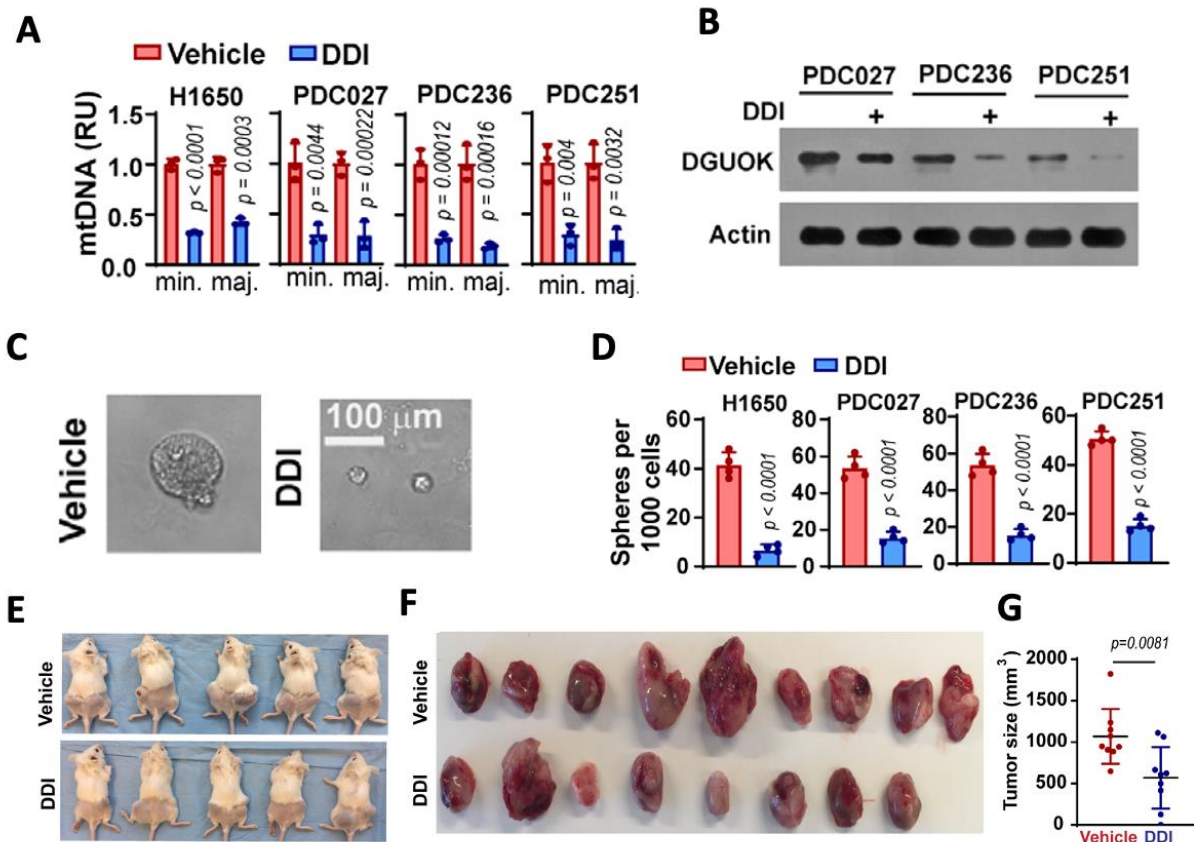 A
Vehicle DDI
H1650 PDC027 PDC236 PDC251
mtDNA (RU)
1.5
1.0
0.5
0.0
p < 0.0001 p = 0.0003
p = 0.0044 p = 0.00022
p = 0.00012 p = 0.00016
p = 0.004 p = 0.0032
min. maj. min. maj. min. maj. min. maj.
B
PDC027 PDC236 PDC251
DDI + + +
DGUOK
Actin
C
Vehicle
DDI
100 μm
D
Vehicle DDI
H1650 PDC027 PDC236 PDC251
Spheres per
1000 cells
60
40
20
0
p < 0.0001
80
60
40
20
0
p < 0.0001
80
60
40
20
0
p < 0.0001
60
40
20
0
p < 0.0001
E
Vehicle
DDI
F
Vehicle
DDI
G
p=0.0081
Tumor size (mm³)
2000
1500
1000
500
0
Vehicle DDI